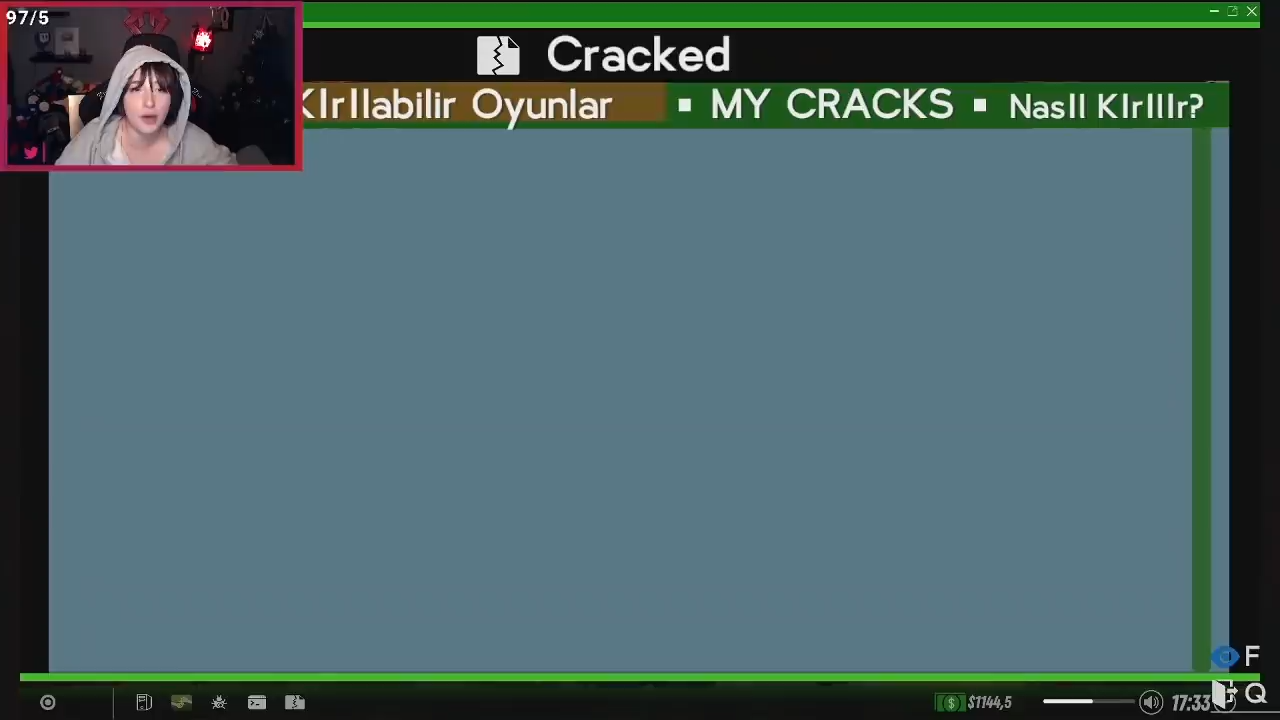 97/5
Cracked
KIrIlabilir Oyunlar ▪ MY CRACKS ▪ NasIl KIrIlIr?
F
$1144,5
17:33
Q